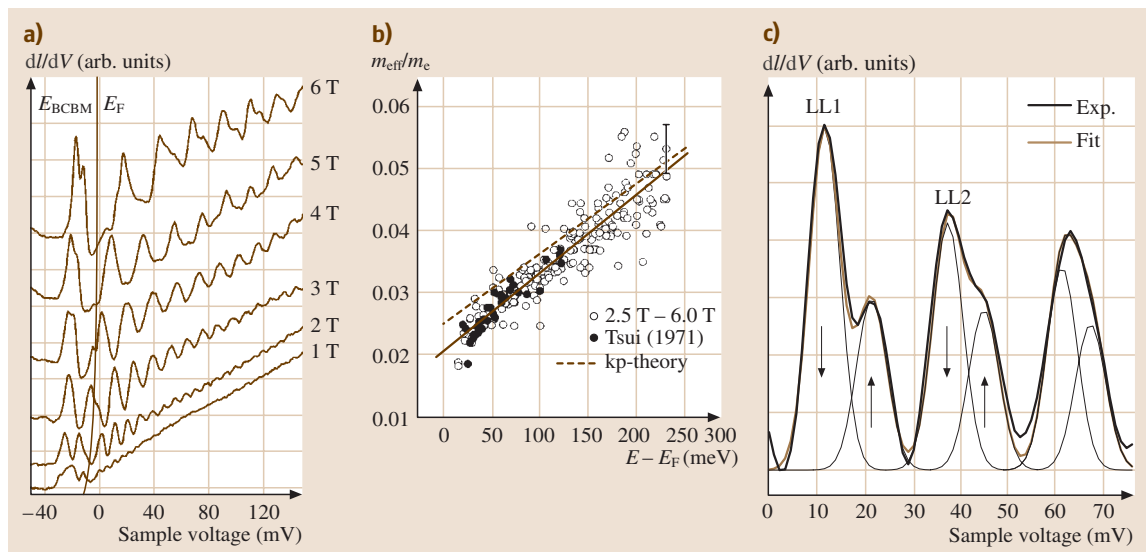 a)
dI/dV (arb. units)
E_BCBM E_F
6 T
5 T
4 T
3 T
2 T
1 T
−40 0 40 80 120
Sample voltage (mV)
b)
m_eff/m_e
0.06
0.05
0.04
0.03
0.02
0.01
2.5 T – 6.0 T
Tsui (1971)
kp-theory
0 50 100 150 200 250 300
E – E_F (meV)
c)
dI/dV (arb. units)
LL1
Exp.
Fit
LL2
0 10 20 30 40 50 60 70
Sample voltage (mV)